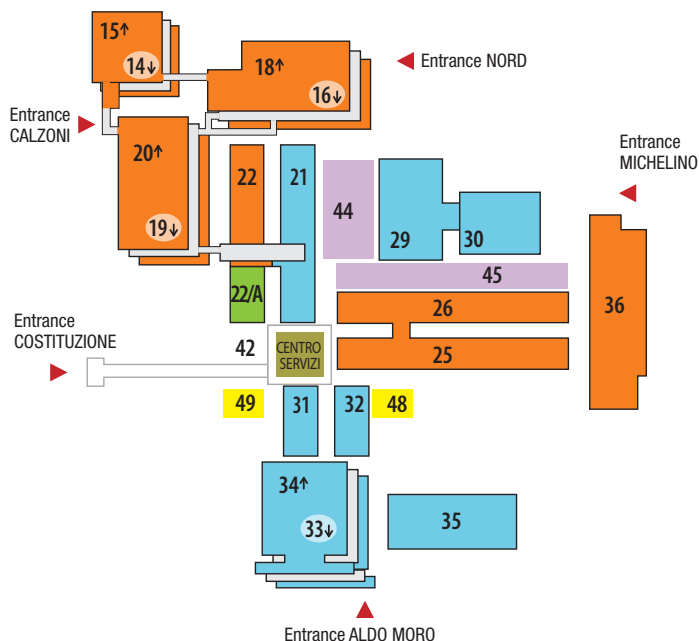 15↑
14↓
18↑
16↓
Entrance NORD
Entrance
CALZONI
20↑
19↓
22
21
44
29
30
Entrance
MICHELINO
22/A
45
26
36
25
Entrance
COSTITUZIONE
42
CENTRO
SERVIZI
49
31
32
48
34↑
33↓
35
Entrance ALDO MORO